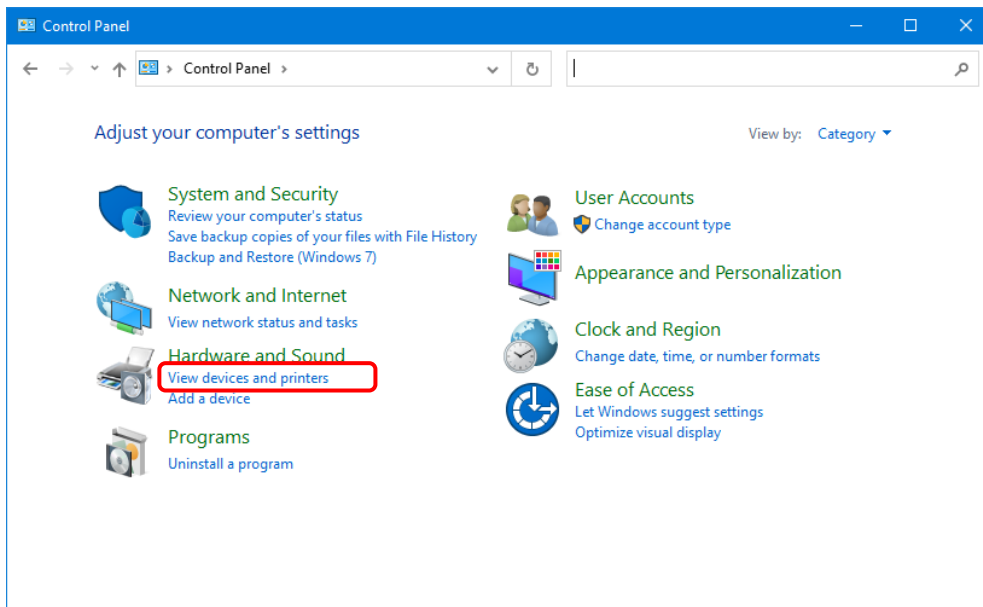 Control Panel
Control Panel
Adjust your computer's settings
View by: Category
System and Security
Review your computer's status
Save backup copies of your files with File History
Backup and Restore (Windows 7)
Network and Internet
View network status and tasks
Hardware and Sound
View devices and printers
Add a device
Programs
Uninstall a program
User Accounts
Change account type
Appearance and Personalization
Clock and Region
Change date, time, or number formats
Ease of Access
Let Windows suggest settings
Optimize visual display